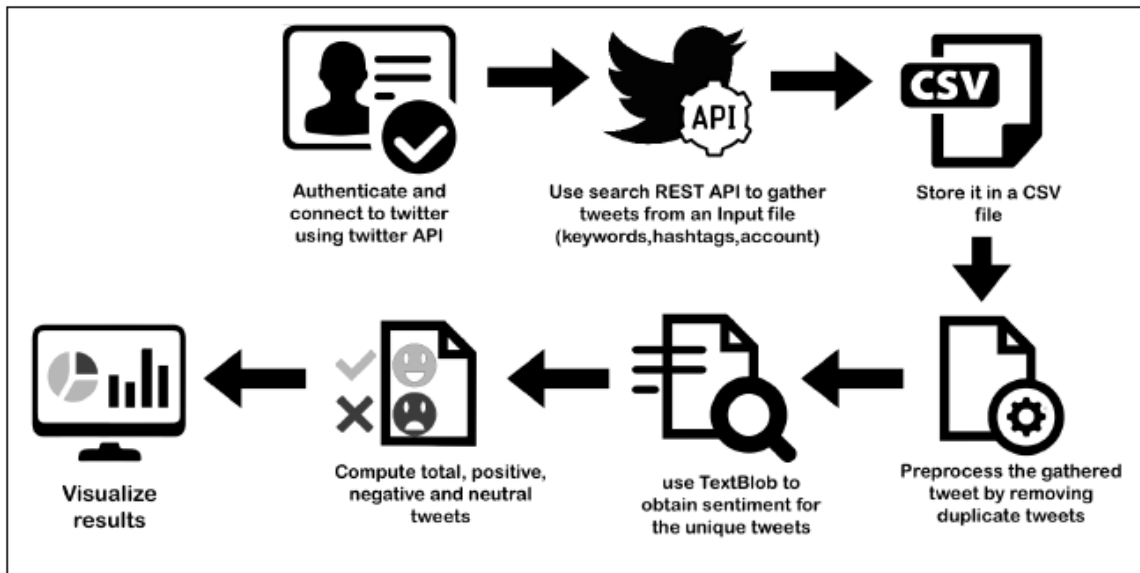 API
CSV
Authenticate and
connect to twitter
using twitter API
Use search REST API to gather
tweets from an Input file
(keywords,hashtags,account)
Store it in a CSV
file
Preprocess the gathered
tweet by removing
duplicate tweets
use TextBlob to
obtain sentiment for
the unique tweets
Compute total, positive,
negative and neutral
tweets
Visualize
results